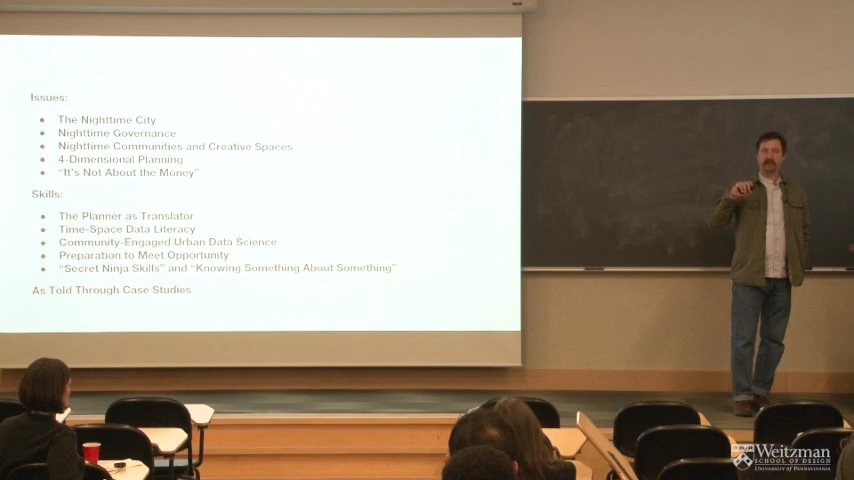 Issues:
The Nighttime City
Nighttime Governance
Nighttime Communities and Creative Spaces
4-Dimensional Planning
“It's Not About the Money”
Skills:
The Planner as Translator
Time-Space Data Literacy
Community-Engaged Urban Data Science
Preparation to Meet Opportunity
“Secret Ninja Skills” and “Knowing Something About Something”
As Told Through Case Studies
Weitzman
SCHOOL OF DESIGN
UNIVERSITY OF PENNSYLVANIA